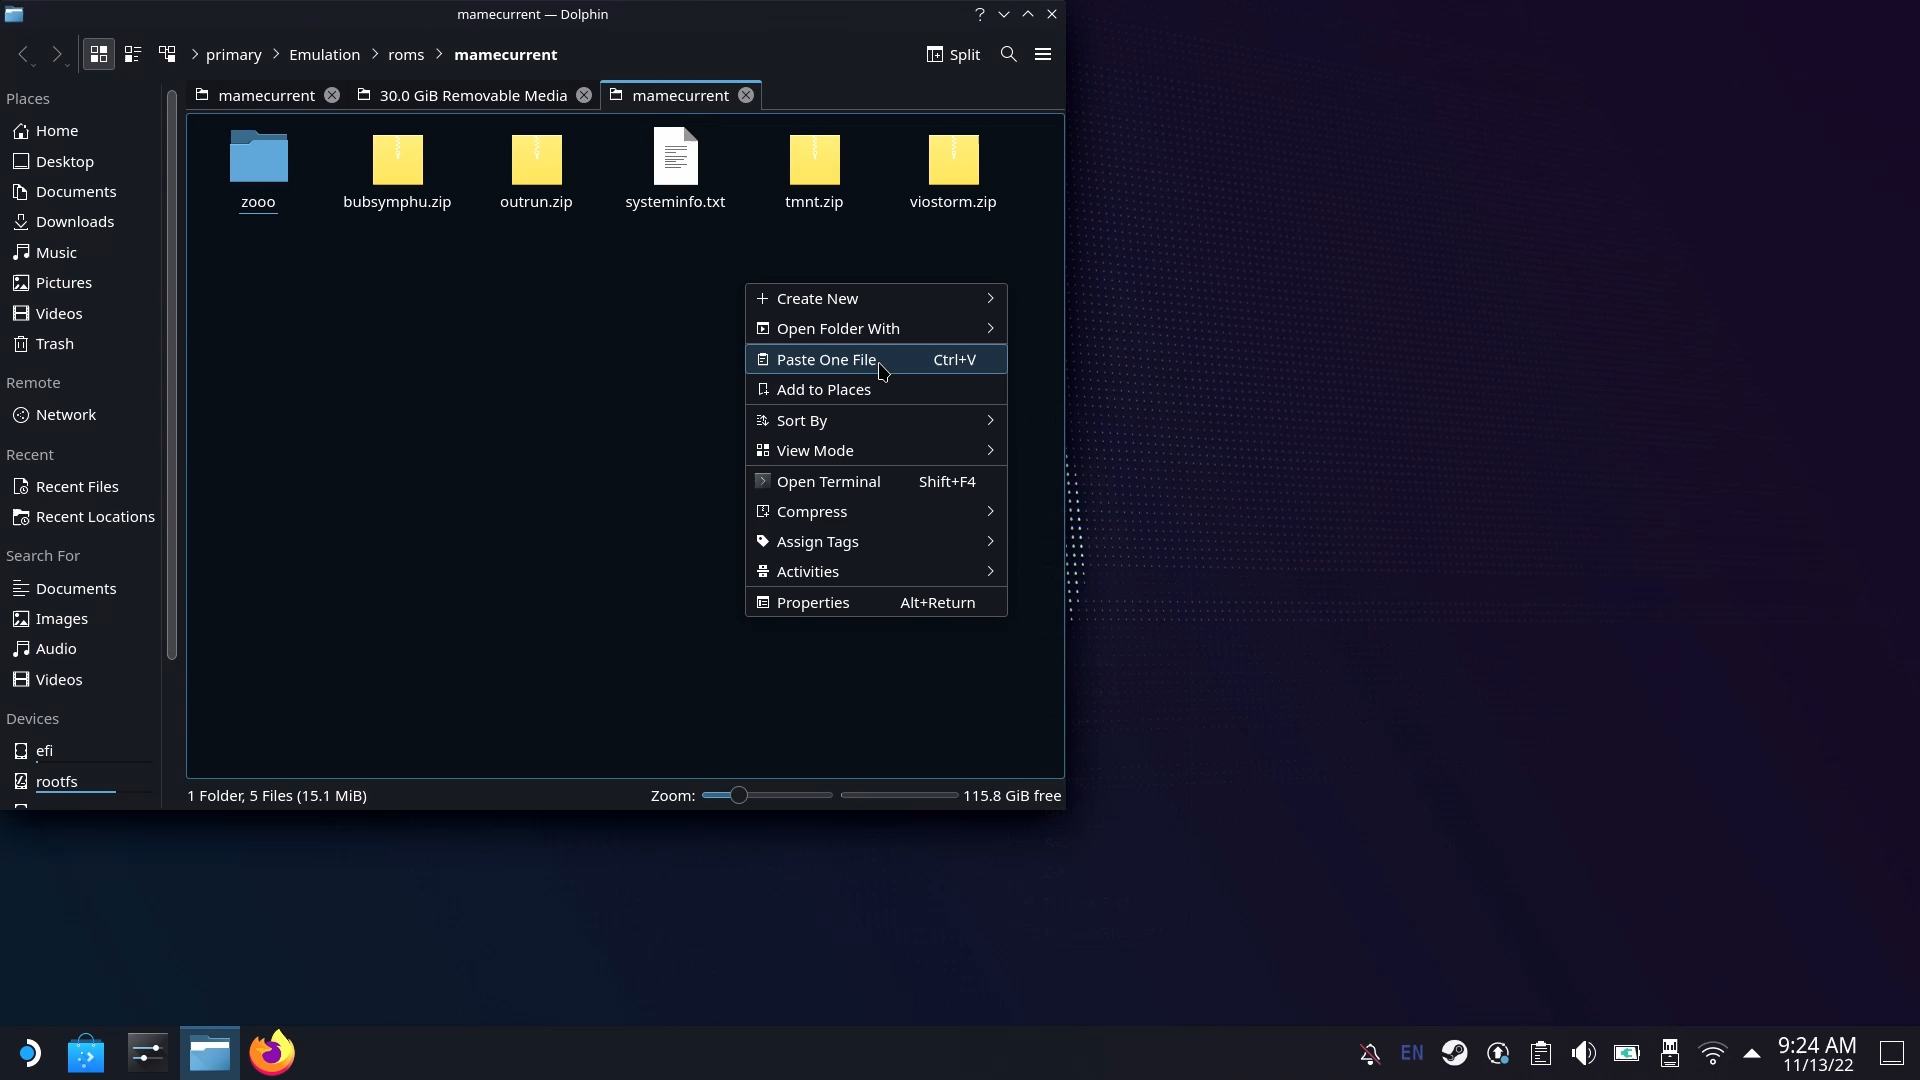 mamecurrent — Dolphin
primary Emulation roms mamecurrent
Split
mamecurrent 30.0 GiB Removable Media mamecurrent
Places
Home
Desktop
Documents
Downloads
Music
Pictures
Videos
Trash
Remote
Network
Recent
Recent Files
Recent Locations
Search For
Documents
Images
Audio
Videos
Devices
efi
rootfs
zooo bubsymphu.zip outrun.zip systeminfo.txt tmnt.zip viostorm.zip
Create New
Open Folder With
Paste One File Ctrl+V
Add to Places
Sort By
View Mode
Open Terminal Shift+F4
Compress
Assign Tags
Activities
Properties Alt+Return
1 Folder, 5 Files (15.1 MiB) Zoom: 115.8 GiB free
EN
9:24 AM
11/13/22